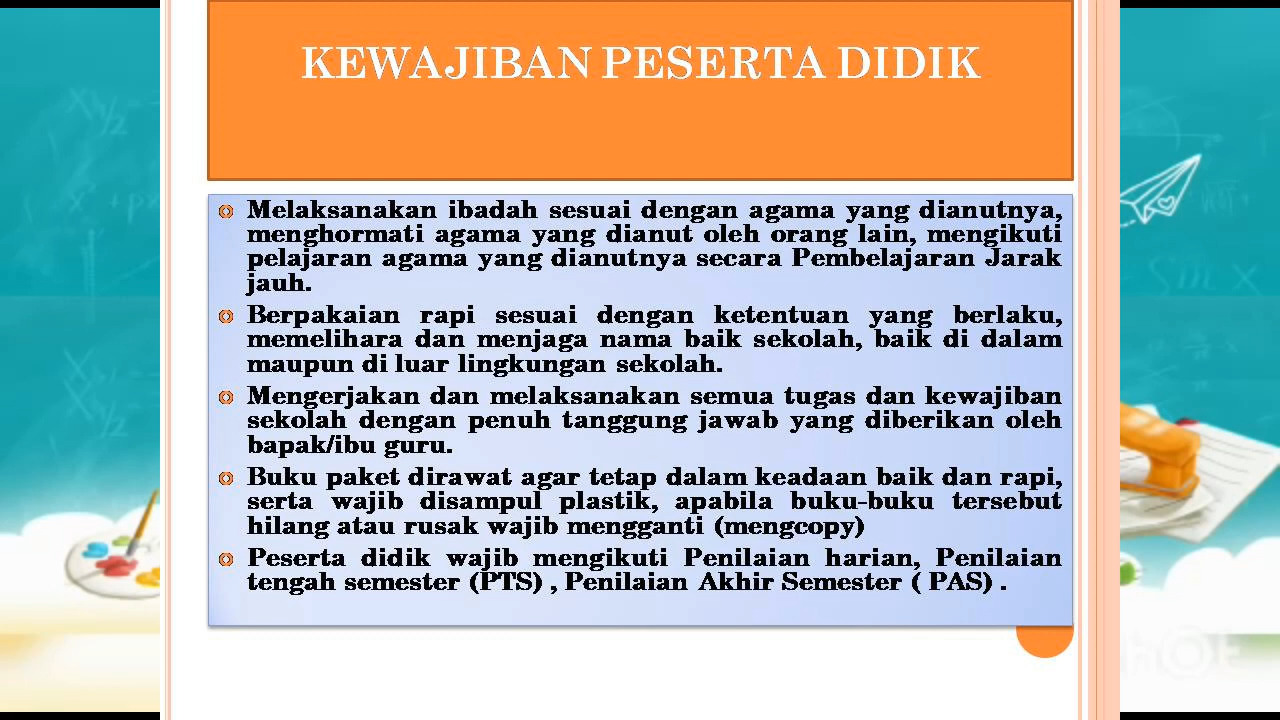 KEWAJIBAN PESERTA DIDIK
Melaksanakan ibadah sesuai dengan agama yang dianutnya,
menghormati agama yang dianut oleh orang lain, mengikuti
pelajaran agama yang dianutnya secara Pembelajaran Jarak
jauh.
Berpakaian rapi sesuai dengan ketentuan yang berlaku,
memelihara dan menjaga nama baik sekolah, baik di dalam
maupun di luar lingkungan sekolah.
Mengerjakan dan melaksanakan semua tugas dan kewajiban
sekolah dengan penuh tanggung jawab yang diberikan oleh
bapak/ibu guru.
Buku paket dirawat agar tetap dalam keadaan baik dan rapi,
serta wajib disampul plastik, apabila buku-buku tersebut
hilang atau rusak wajib mengganti (mengcopy)
Peserta didik wajib mengikuti Penilaian harian, Penilaian
tengah semester (PTS) , Penilaian Akhir Semester ( PAS) .